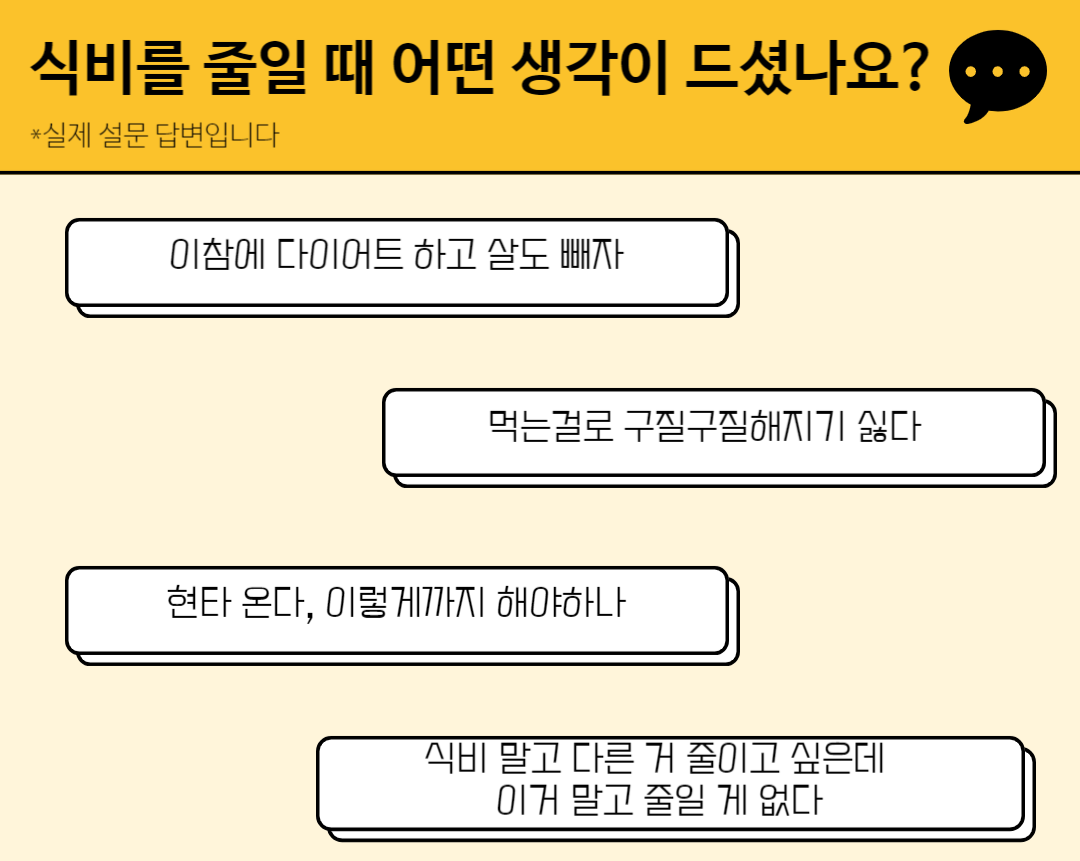 식비를 줄일 때 어떤 생각이 드셨나요?
*실제 설문 답변입니다
이참에 다이어트 하고 살도 빼자
먹는걸로 구질구질해지기 싫다
현타 온다, 이렇게까지 해야하나
식비 말고 다른 거 줄이고 싶은데
이거 말고 줄일 게 없다